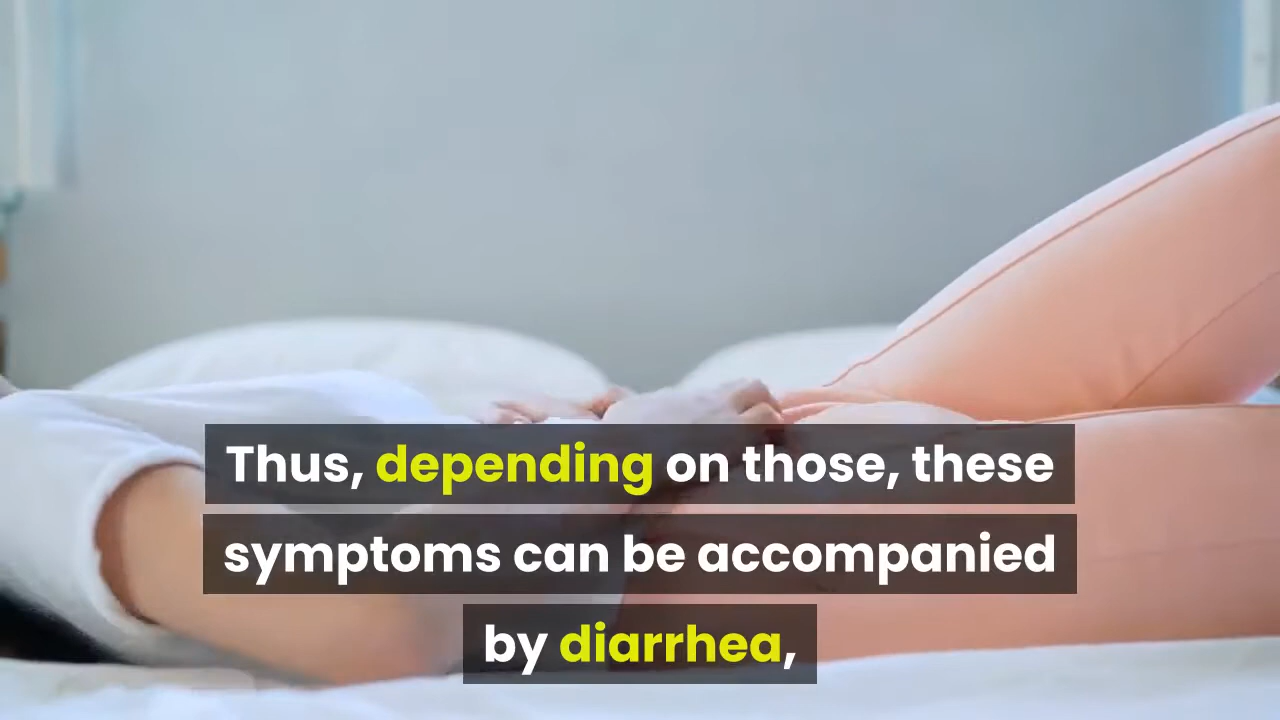 Thus, depending on those, these
symptoms can be accompanied
by diarrhea,